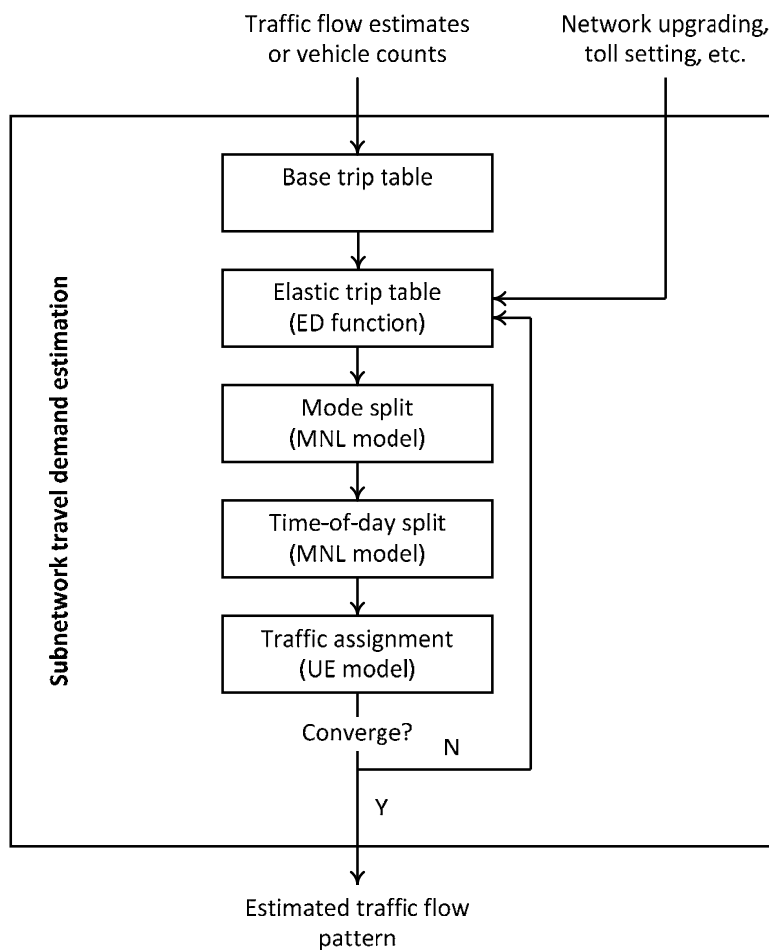 Traffic flow estimates
or vehicle counts
Network upgrading,
toll setting, etc.
Base trip table
Elastic trip table
(ED function)
Mode split
(MNL model)
Time-of-day split
(MNL model)
Traffic assignment
(UE model)
Converge?
N
Y
Subnetwork travel demand estimation
Estimated traffic flow
pattern